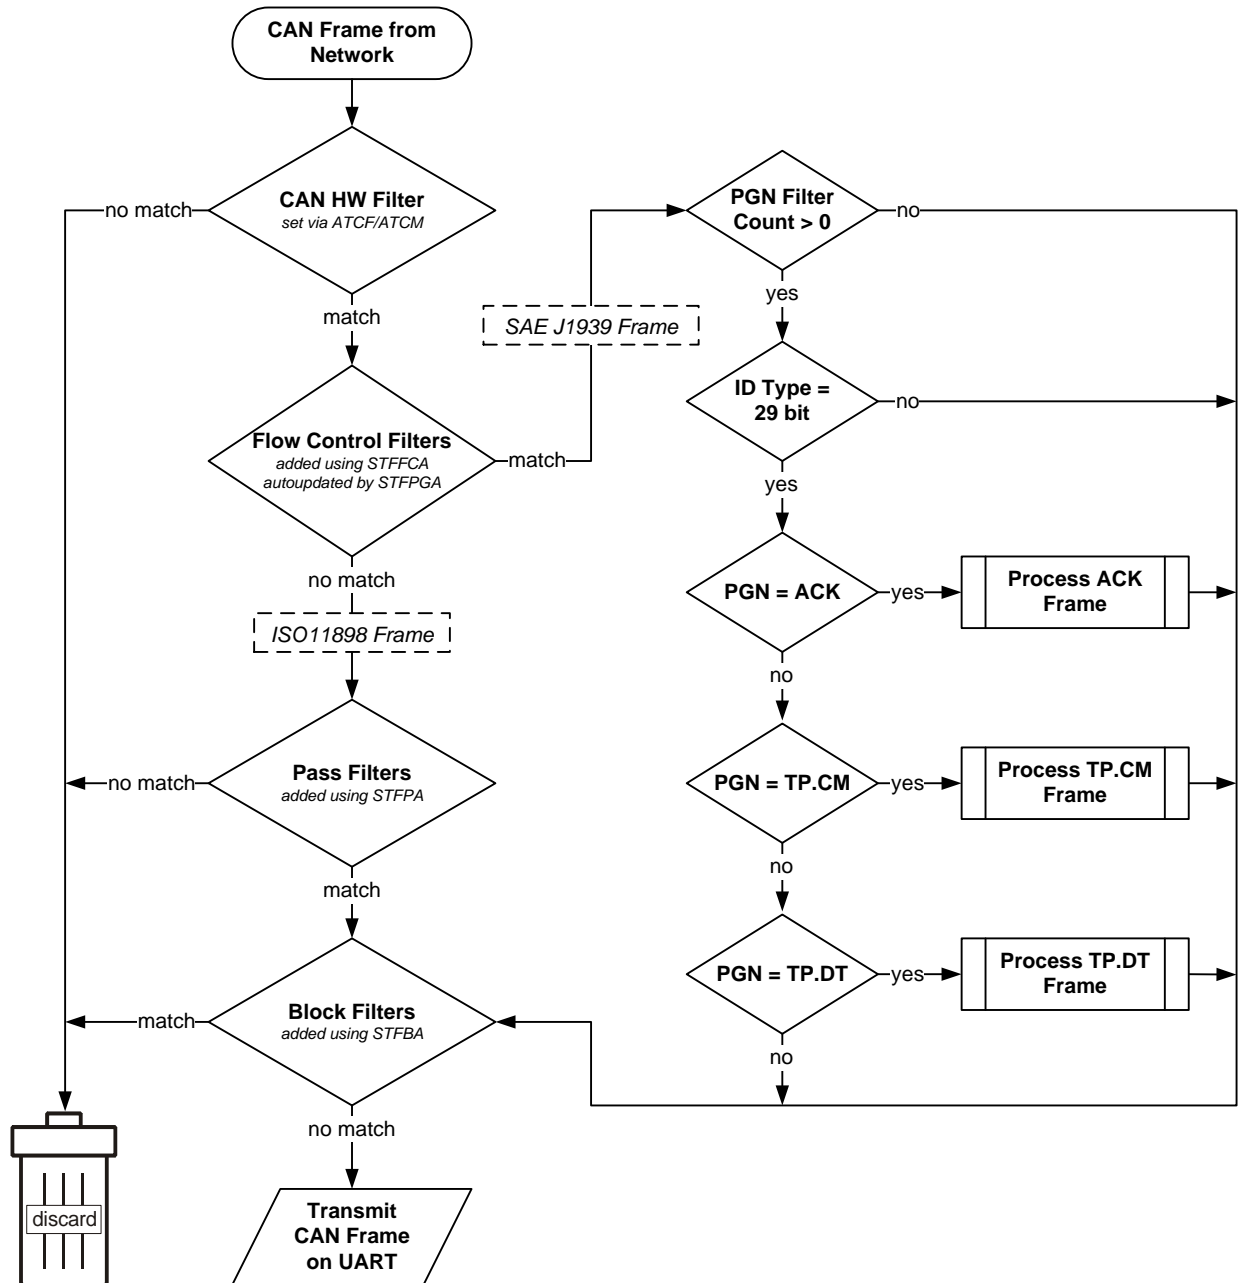 CAN Frame from
Network
CAN HW Filter
set via ATCF/ATCM
no match
match
Flow Control Filters
added using STFFCA
autoupdated by STFPGA
match
no match
ISO11898 Frame
Pass Filters
added using STFPA
no match
match
Block Filters
added using STFBA
match
no match
discard
Transmit
CAN Frame
on UART
SAE J1939 Frame
PGN Filter
Count > 0
no
yes
ID Type =
29 bit
no
yes
PGN = ACK
yes
Process ACK
Frame
no
PGN = TP.CM
yes
Process TP.CM
Frame
no
PGN = TP.DT
yes
Process TP.DT
Frame
no